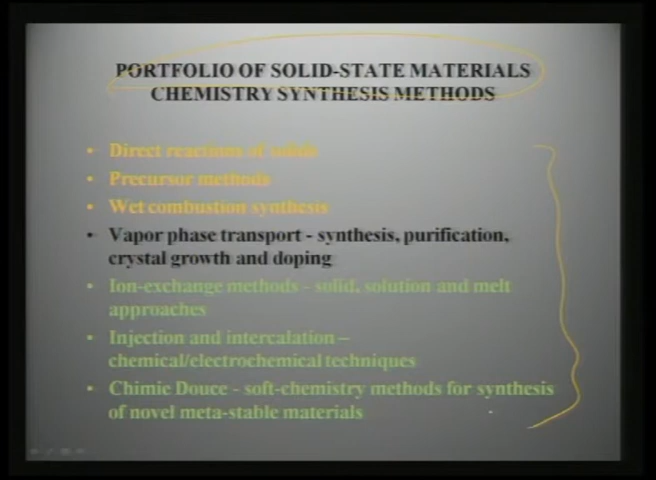 PORTFOLIO OF SOLID-STATE MATERIALS
CHEMISTRY SYNTHESIS METHODS
• Direct reactions of solids
• Precursor methods
• Wet combustion synthesis
• Vapor phase transport - synthesis, purification,
crystal growth and doping
• Ion-exchange methods - solid, solution and melt
approaches
• Injection and intercalation –
chemical/electrochemical techniques
• Chimie Douce - soft-chemistry methods for synthesis
of novel meta-stable materials